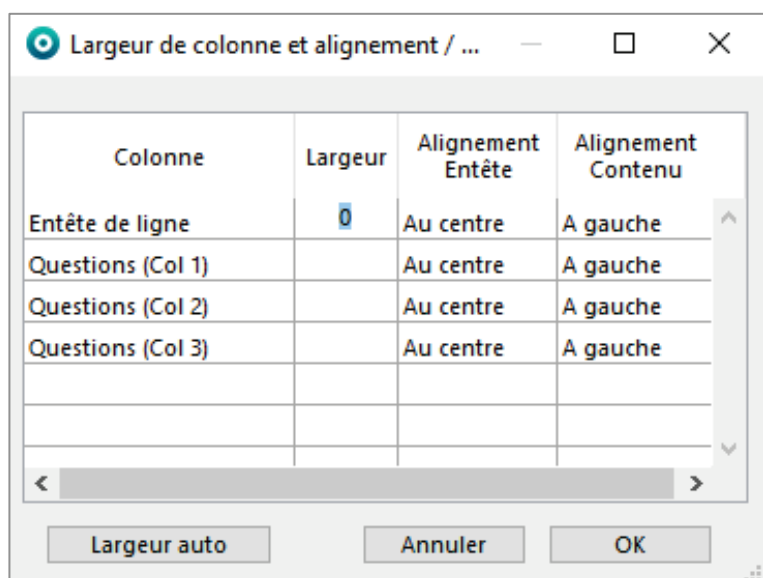 Largeur de colonne et alignement / ...
Colonne Largeur Alignement Entête Alignement Contenu
Entête de ligne 0 Au centre A gauche
Questions (Col 1) Au centre A gauche
Questions (Col 2) Au centre A gauche
Questions (Col 3) Au centre A gauche
Largeur auto Annuler OK